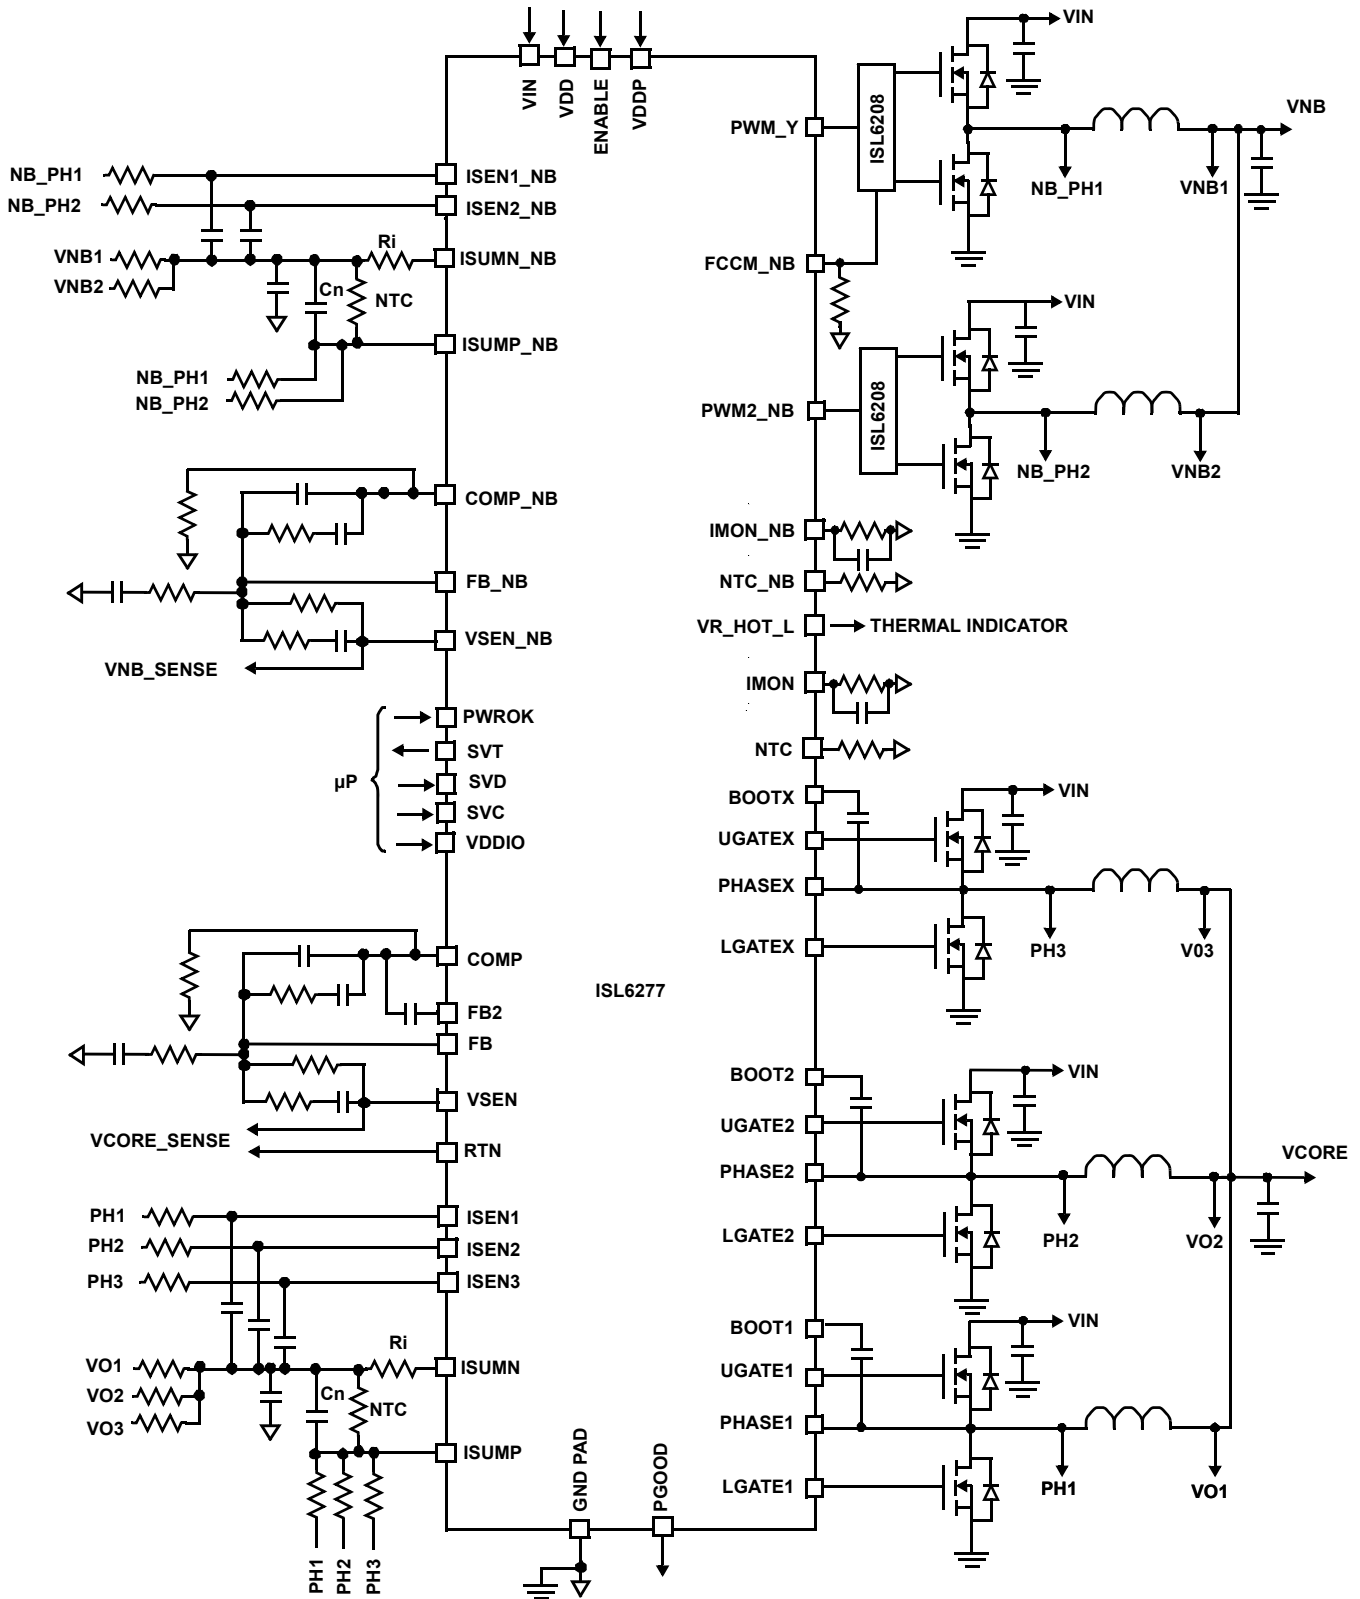 VIN
VDD
ENABLE
VDDP
VIN
PWM_Y
ISL6208
VNB
NB_PH1
VNB1
NB_PH1
ISEN1_NB
NB_PH2
ISEN2_NB
VNB1
Ri
ISUMN_NB
VNB2
Cn
NTC
ISUMP_NB
NB_PH1
NB_PH2
FCCM_NB
VIN
ISL6208
PWM2_NB
NB_PH2
VNB2
COMP_NB
FB_NB
VSEN_NB
VNB_SENSE
IMON_NB
NTC_NB
VR_HOT_L
THERMAL INDICATOR
IMON
NTC
µP
PWROK
SVT
SVD
SVC
VDDIO
BOOTX
VIN
UGATEX
PHASEX
LGATEX
PH3
V03
COMP
ISL6277
FB2
FB
VSEN
VCORE_SENSE
RTN
BOOT2
VIN
UGATE2
PHASE2
VCORE
LGATE2
PH2
VO2
PH1
ISEN1
PH2
ISEN2
PH3
ISEN3
VO1
Ri
ISUMN
VO2
Cn
NTC
VO3
ISUMP
PH1
PH2
PH3
BOOT1
VIN
UGATE1
PHASE1
LGATE1
PH1
VO1
GND PAD
PGOOD